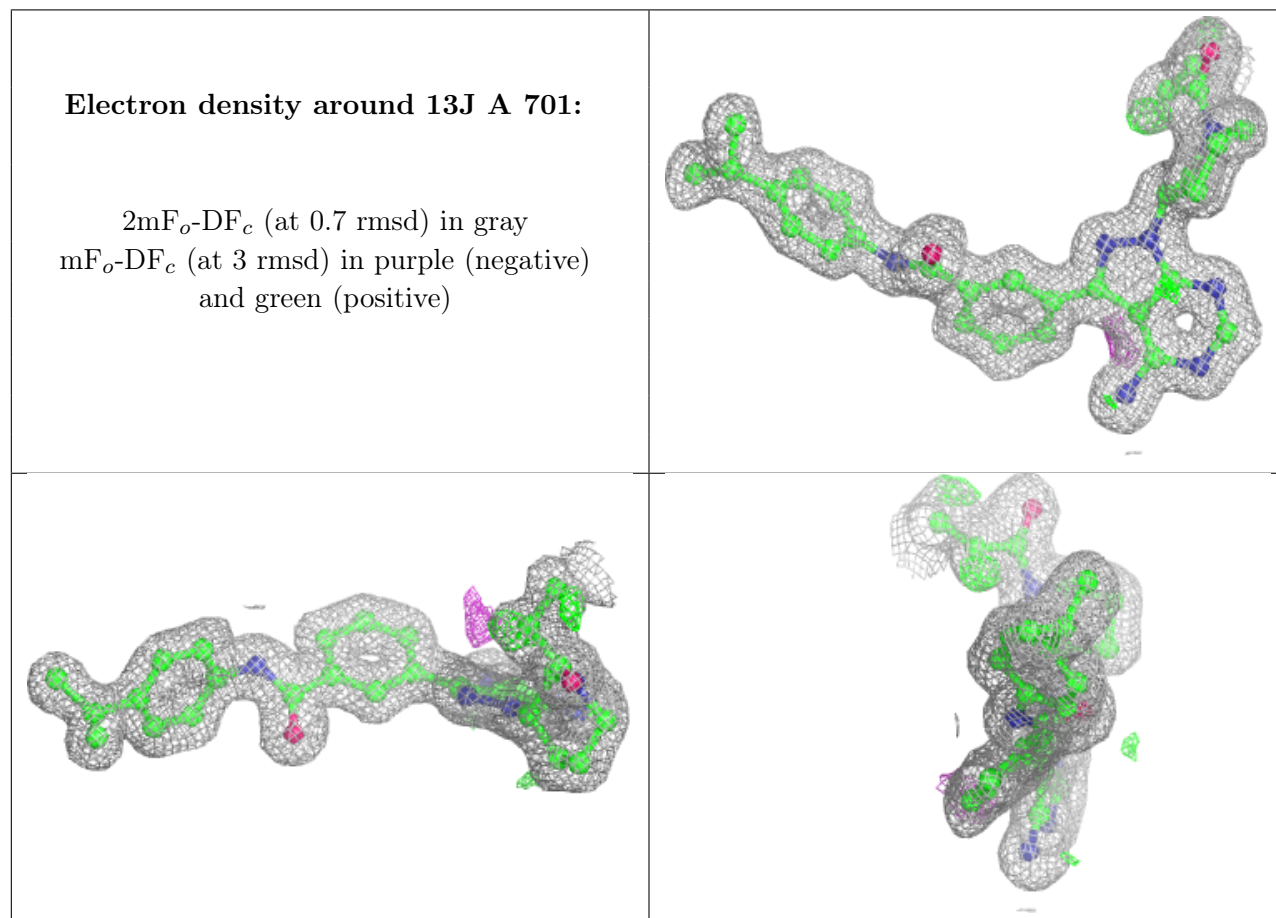 Electron density around 13J A 701:
2mFo-DFc (at 0.7 rmsd) in gray
mFo-DFc (at 3 rmsd) in purple (negative)
and green (positive)